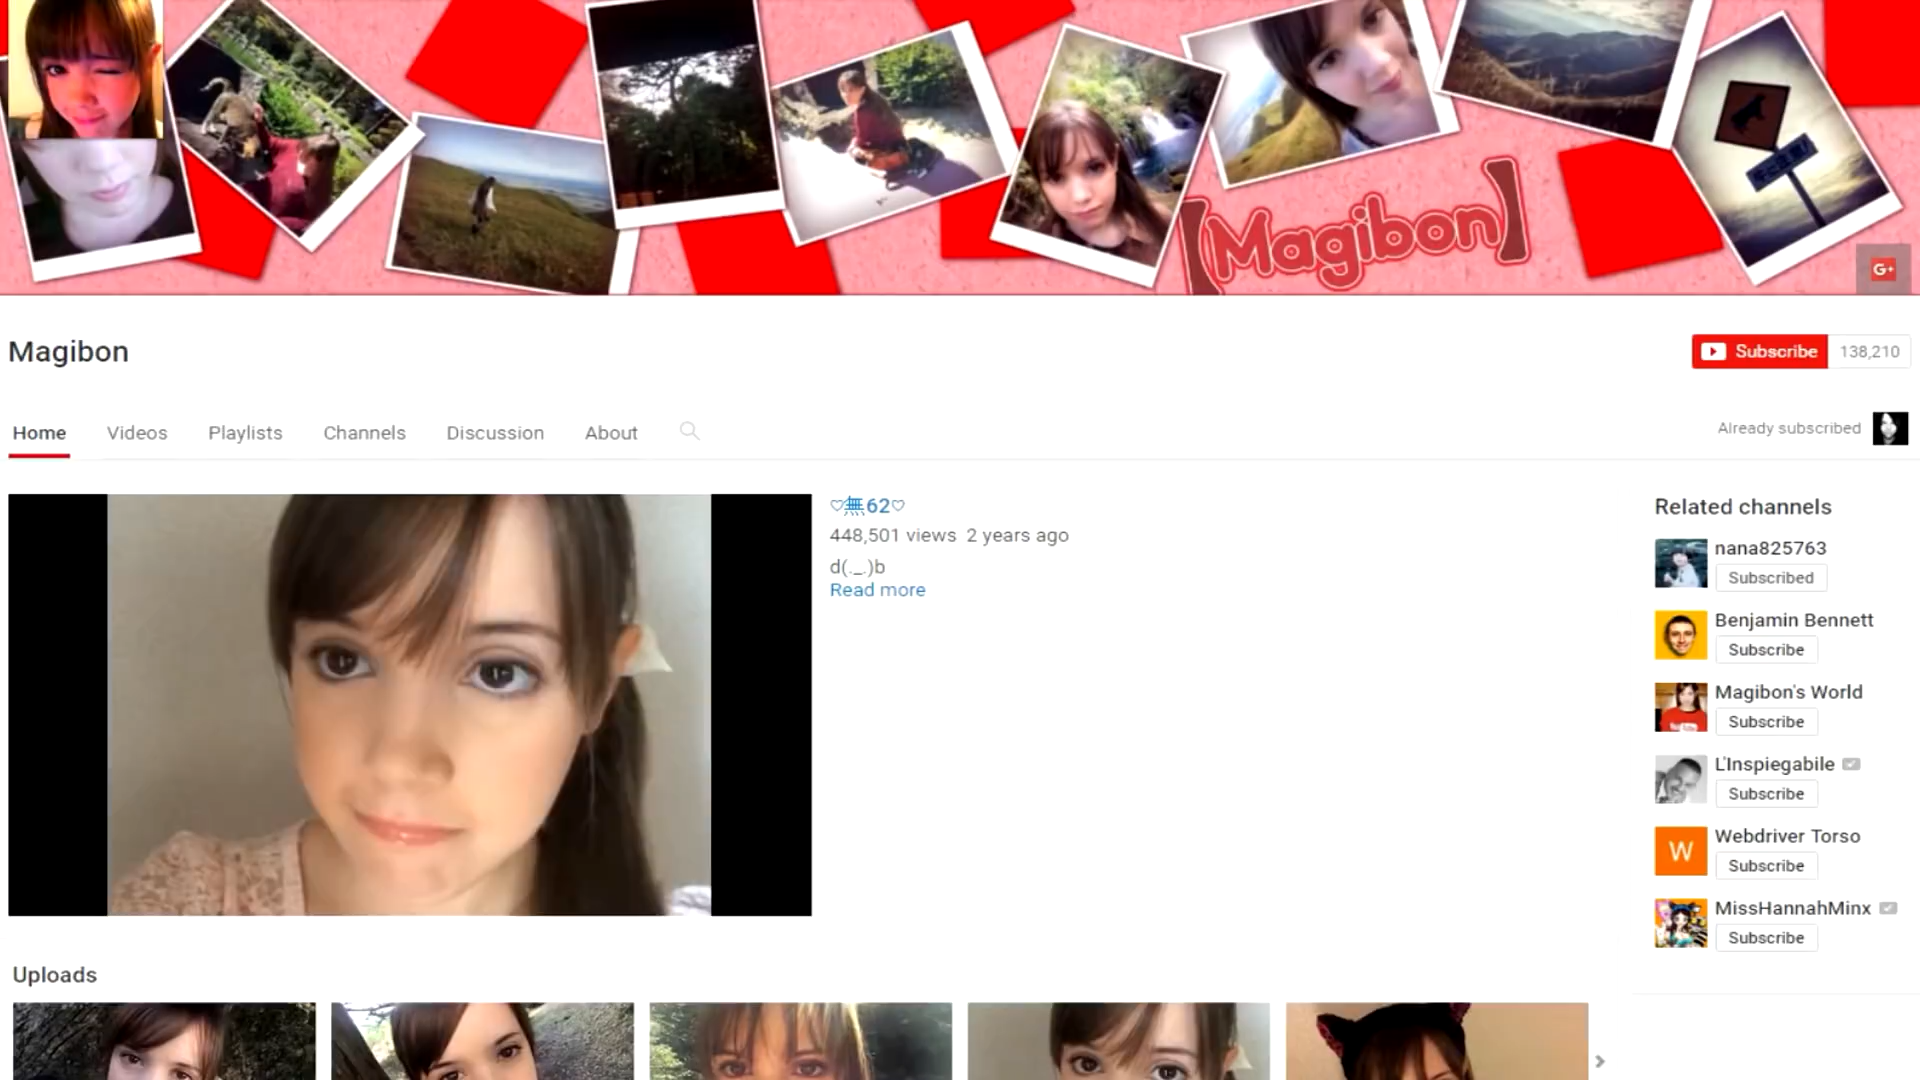 【Magibon】
G+
Magibon
Subscribe 138,210
Home Videos Playlists Channels Discussion About
Already subscribed
♡無62♡
448,501 views 2 years ago
d(._.)b
Read more
Related channels
nana825763
Subscribed
Benjamin Bennett
Subscribe
Magibon's World
Subscribe
L'Inspiegabile
Subscribe
W
Webdriver Torso
Subscribe
MissHannahMinx
Subscribe
Uploads